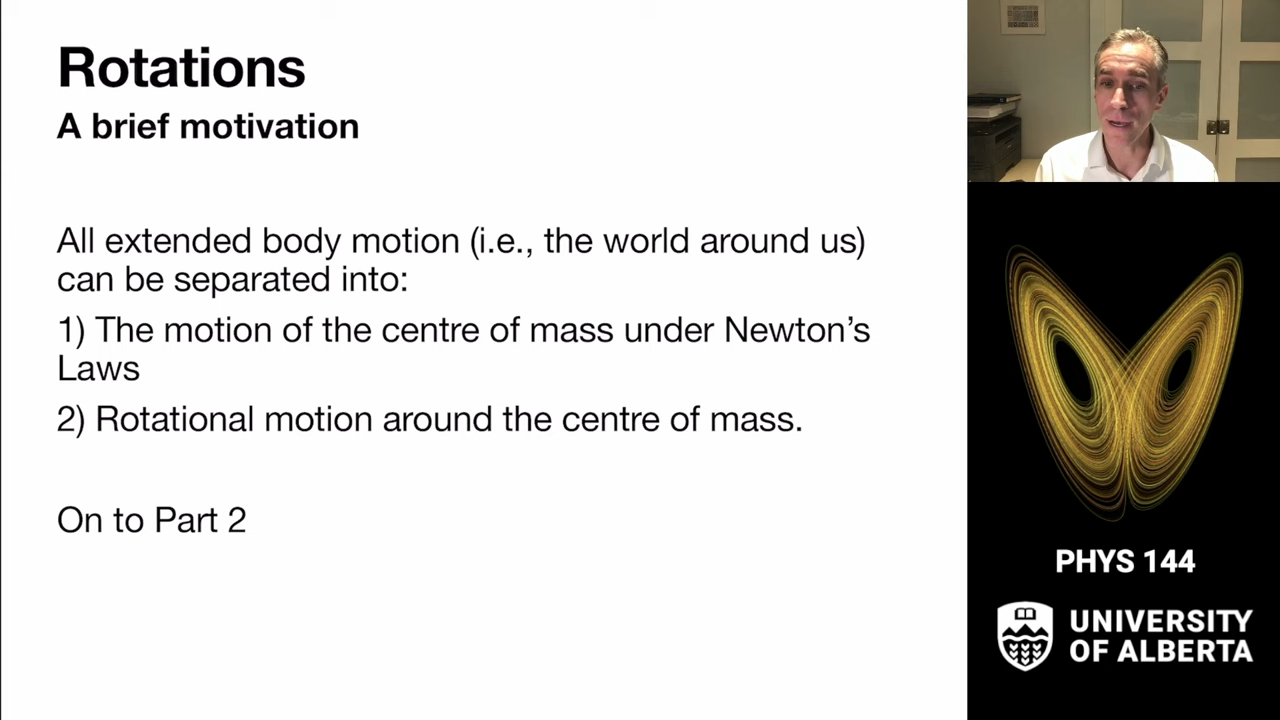 Rotations
A brief motivation
All extended body motion (i.e., the world around us)
can be separated into:
1) The motion of the centre of mass under Newton’s
Laws
2) Rotational motion around the centre of mass.
On to Part 2
PHYS 144
UNIVERSITY
OF ALBERTA